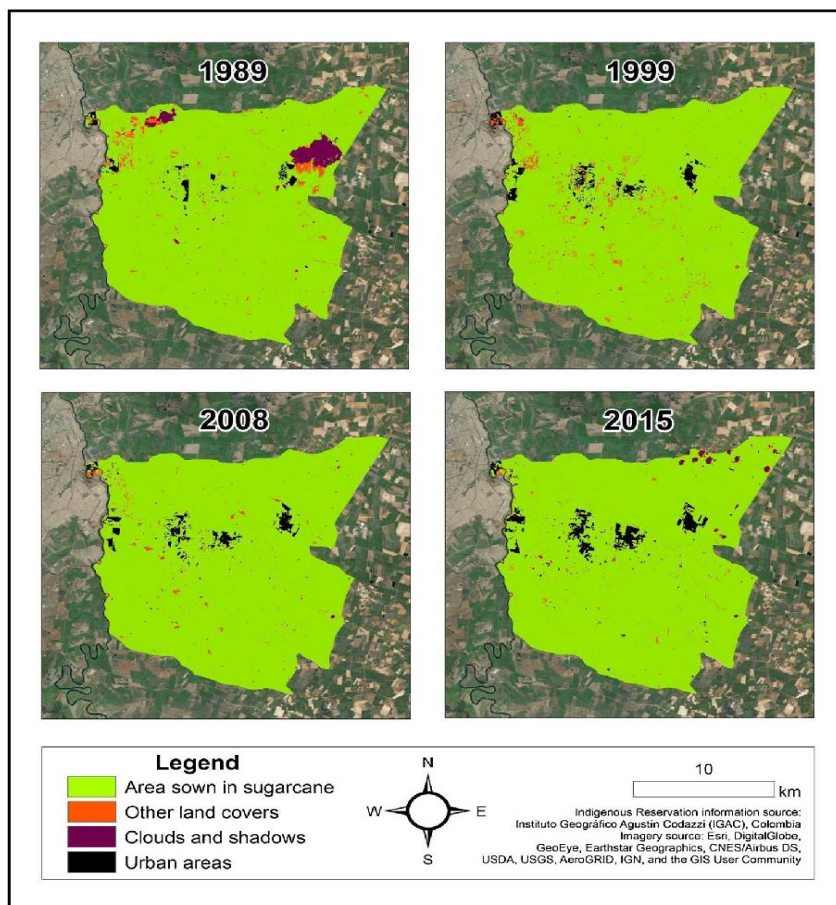 1989
1999
2008
2015
Legend
Area sown in sugarcane
Other land covers
Clouds and shadows
Urban areas
N
W
E
S
10
km
Indigenous Reservation information source:
Instituto Geográfico Agustin Codazzi (IGAC), Colombia
Imagery source: Esri, DigitalGlobe,
GeoEye, Earthstar Geographics, CNES/Airbus DS,
USDA, USGS, AeroGRID, IGN, and the GIS User Community